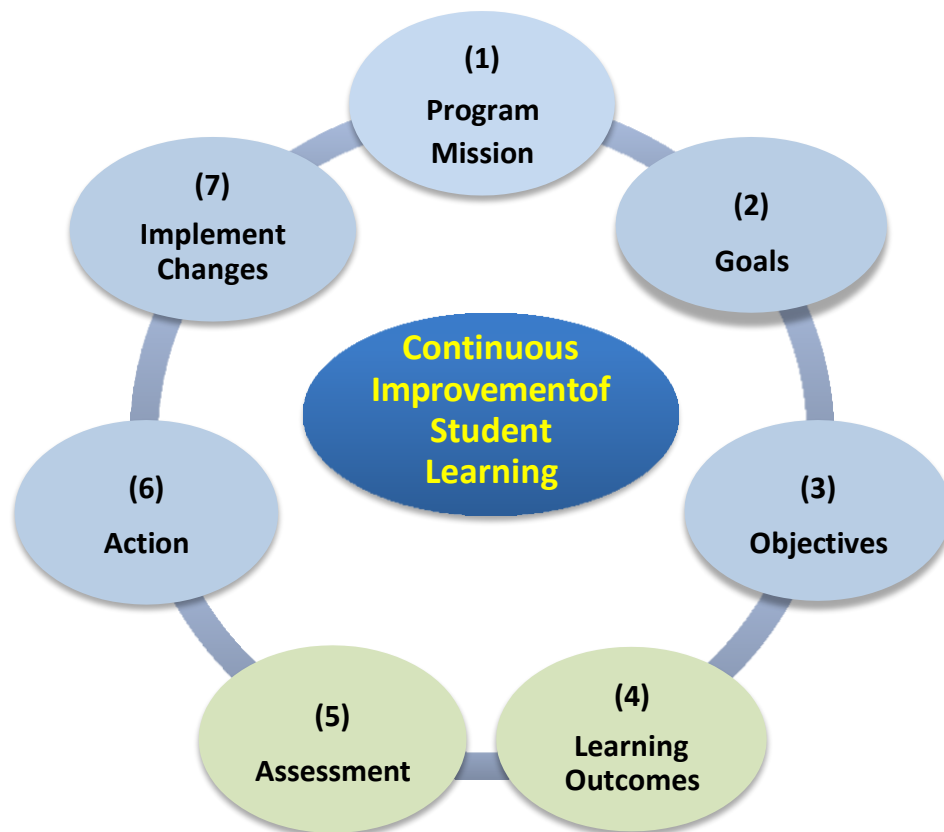 (1)
Program
Mission
(2)
Goals
(3)
Objectives
(4)
Learning
Outcomes
(5)
Assessment
(6)
Action
(7)
Implement
Changes
Continuous
Improvementof
Student
Learning